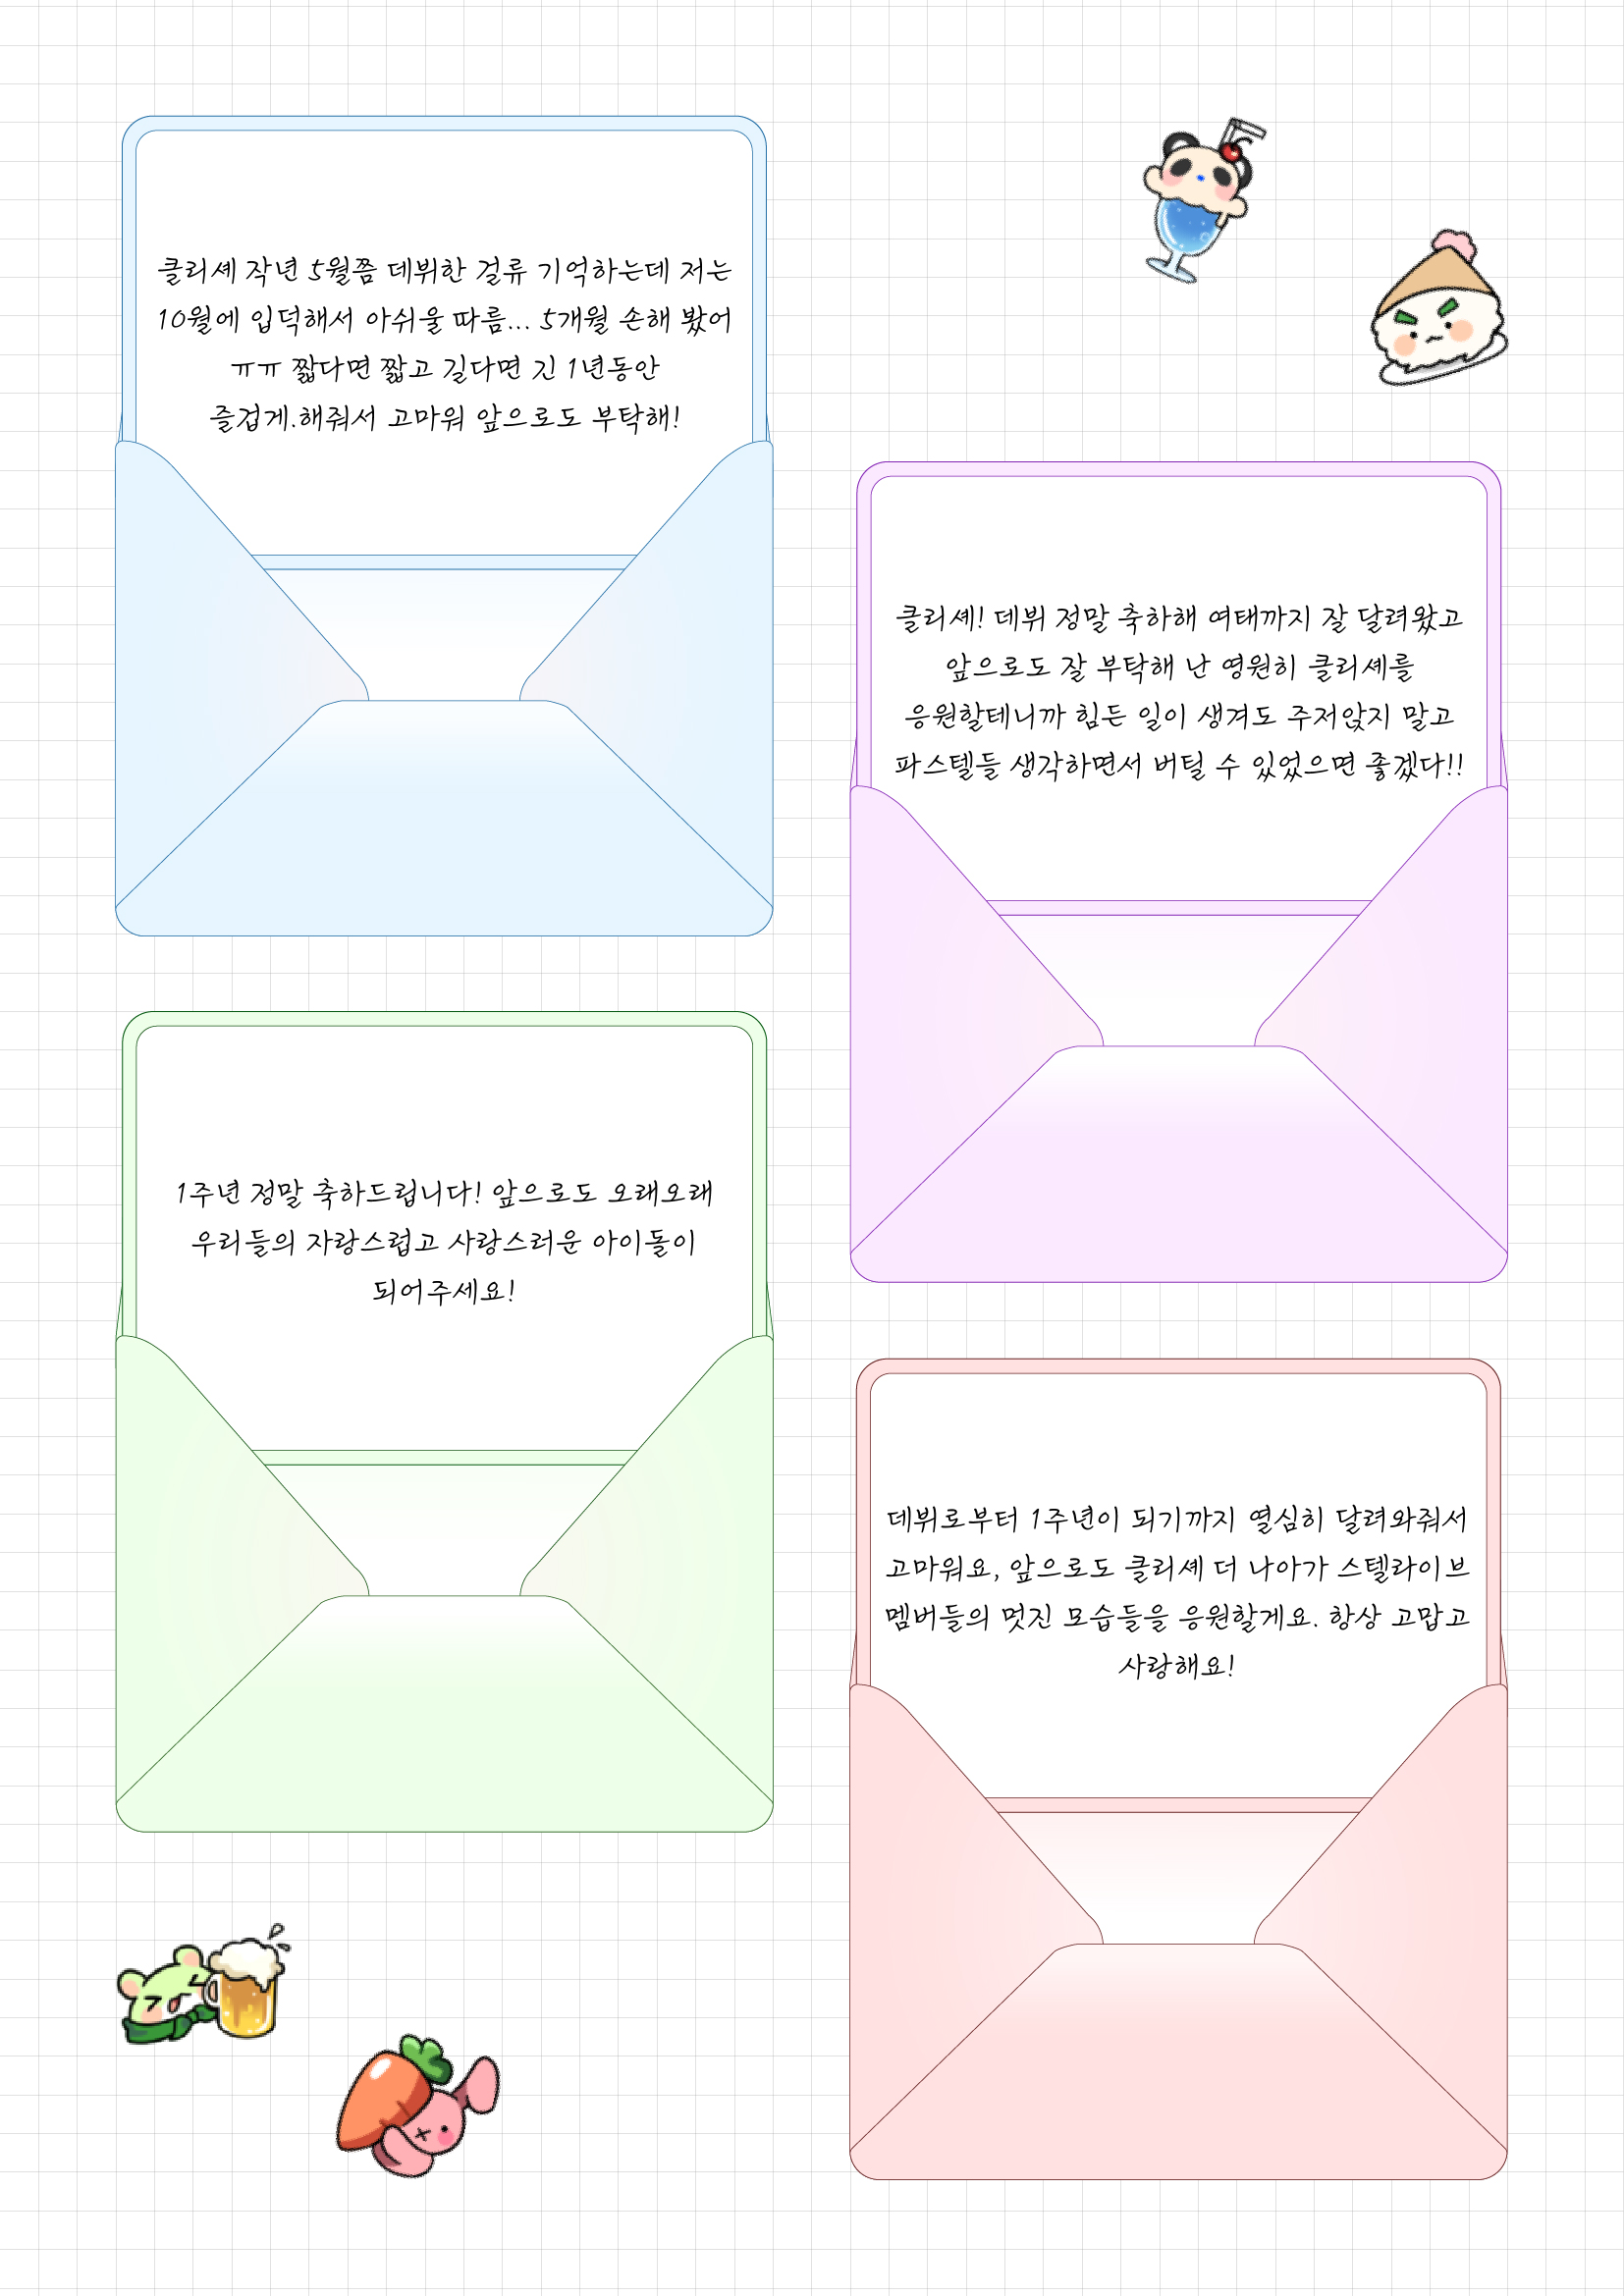 클리셰 작년 5월쯤 데뷔한 걸류 기억하는데 저는
10월에 입덕해서 아쉬울 따름... 5개월 손해 봤어
ㅠㅠ 짧다면 짧고 길다면 긴 1년동안
즐겁게.해줘서 고마워 앞으로도 부탁해!
클리셰! 데뷔 정말 축하해 여태까지 잘 달려왔고
앞으로도 잘 부탁해 난 영원히 클리셰를
응원할테니까 힘든 일이 생겨도 주저앉지 말고
파스텔들 생각하면서 버틸 수 있었으면 좋겠다!!
1주년 정말 축하드립니다! 앞으로도 오래오래
우리들의 자랑스럽고 사랑스러운 아이돌이
되어주세요!
데뷔로부터 1주년이 되기까지 열심히 달려와줘서
고마워요, 앞으로도 클리셰 더 나아가 스텔라이브
멤버들의 멋진 모습들을 응원할게요. 항상 고맙고
사랑해요!